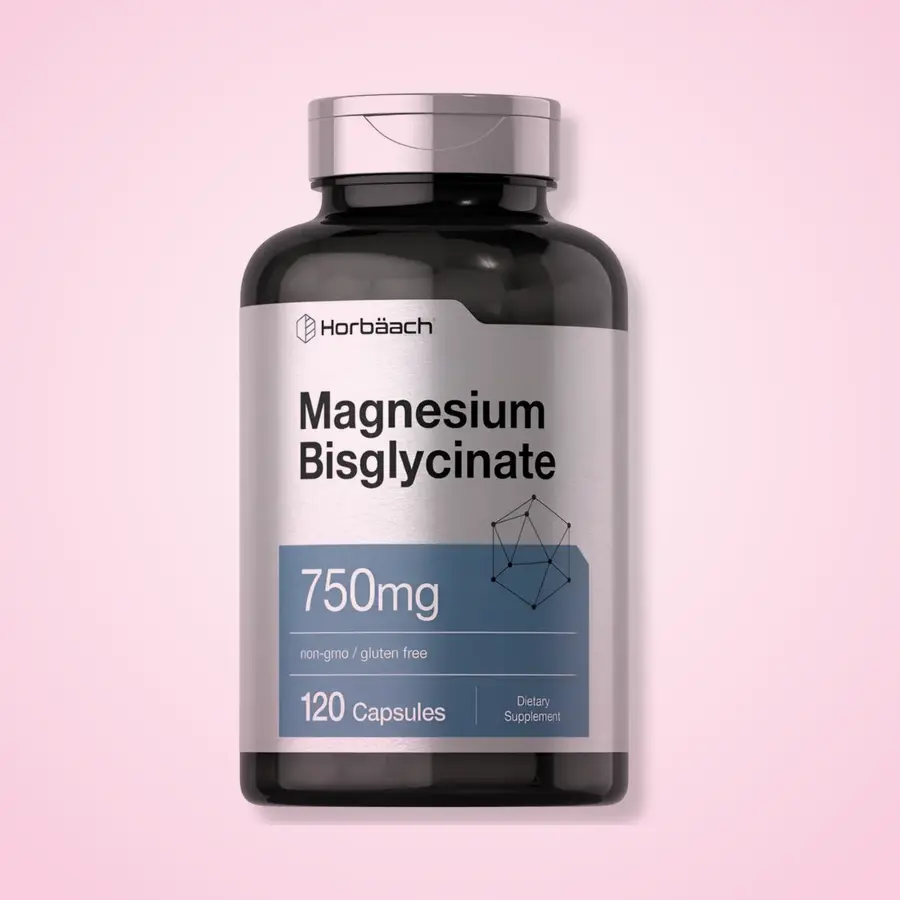 Horbäach
Magnesium
Bisglycinate
750mg
non-gmo / gluten free
120 Capsules
Dietary
Supplement